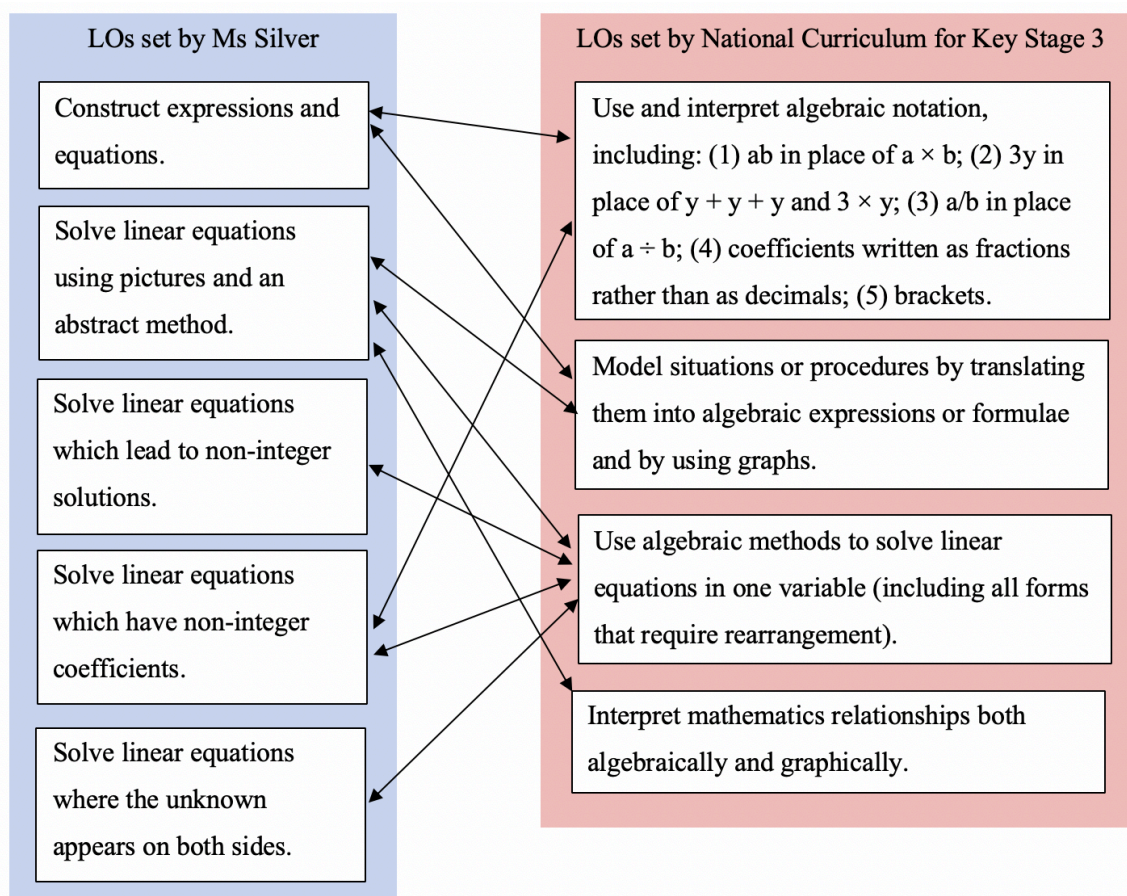 LOs set by Ms Silver
Construct expressions and
equations.
Solve linear equations
using pictures and an
abstract method.
Solve linear equations
which lead to non-integer
solutions.
Solve linear equations
which have non-integer
coefficients.
Solve linear equations
where the unknown
appears on both sides.
LOs set by National Curriculum for Key Stage 3
Use and interpret algebraic notation,
including: (1) ab in place of a × b; (2) 3y in
place of y + y + y and 3 × y; (3) a/b in place
of a ÷ b; (4) coefficients written as fractions
rather than as decimals; (5) brackets.
Model situations or procedures by translating
them into algebraic expressions or formulae
and by using graphs.
Use algebraic methods to solve linear
equations in one variable (including all forms
that require rearrangement).
Interpret mathematics relationships both
algebraically and graphically.